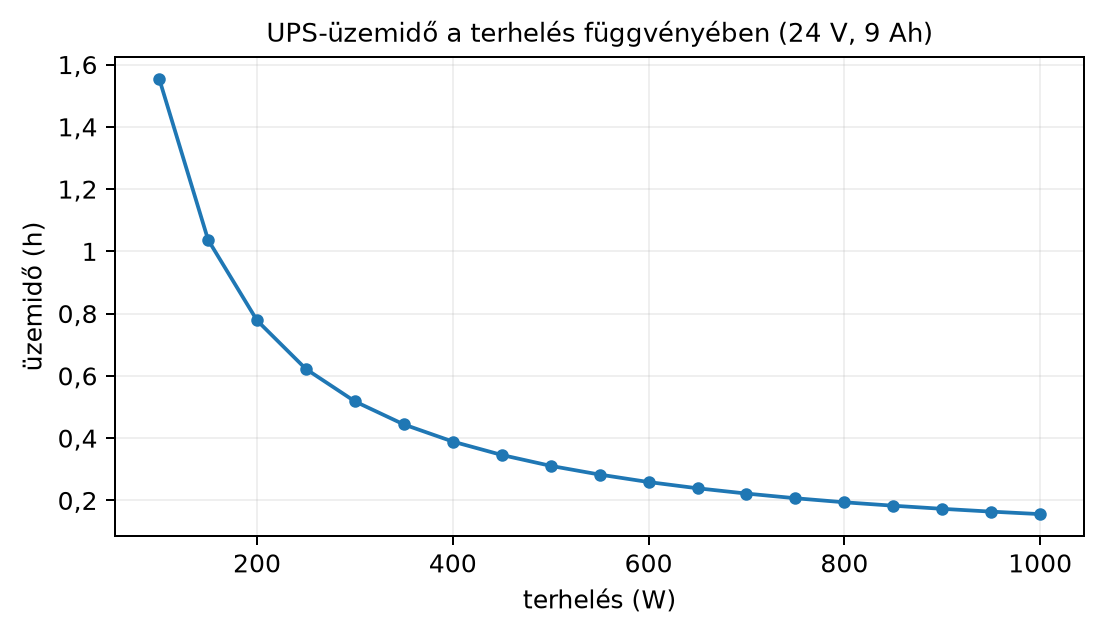 UPS-üzemidő a terhelés függvényében (24 V, 9 Ah)
üzemidő (h)
1,6
1,4
1,2
1
0,8
0,6
0,4
0,2
200 400 600 800 1000
terhelés (W)